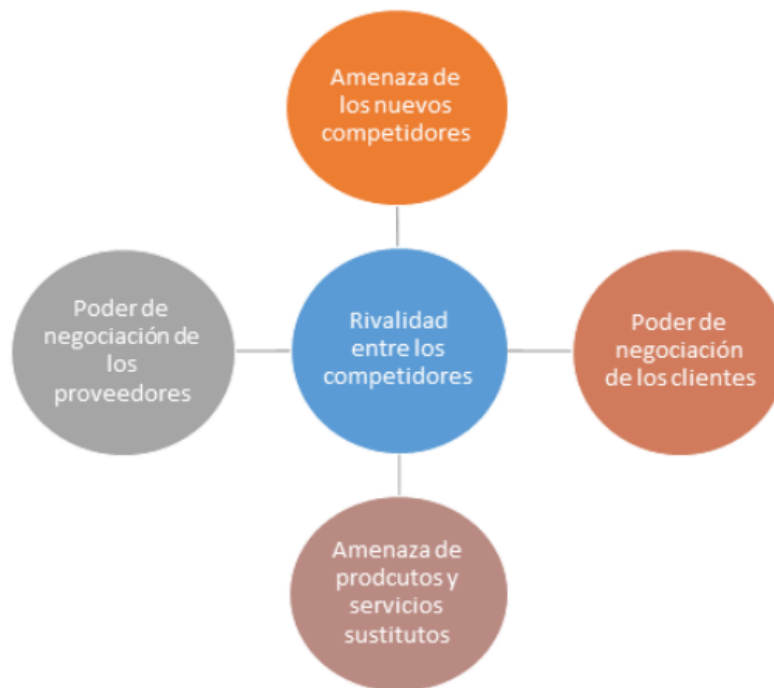 Amenaza de
los nuevos
competidores
Poder de
negociación de
los
proveedores
Rivalidad
entre los
competidores
Poder de
negociación
de los clientes
Amenaza de
prodcutos y
servicios
sustitutos